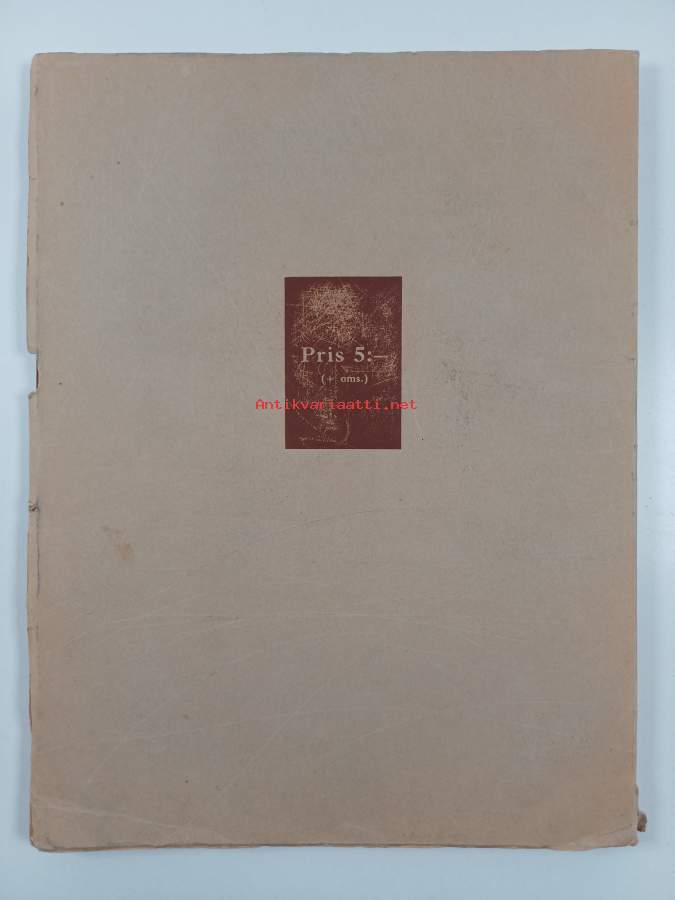 Pris 5:—
(+ oms.)
Antikvariaatti.net